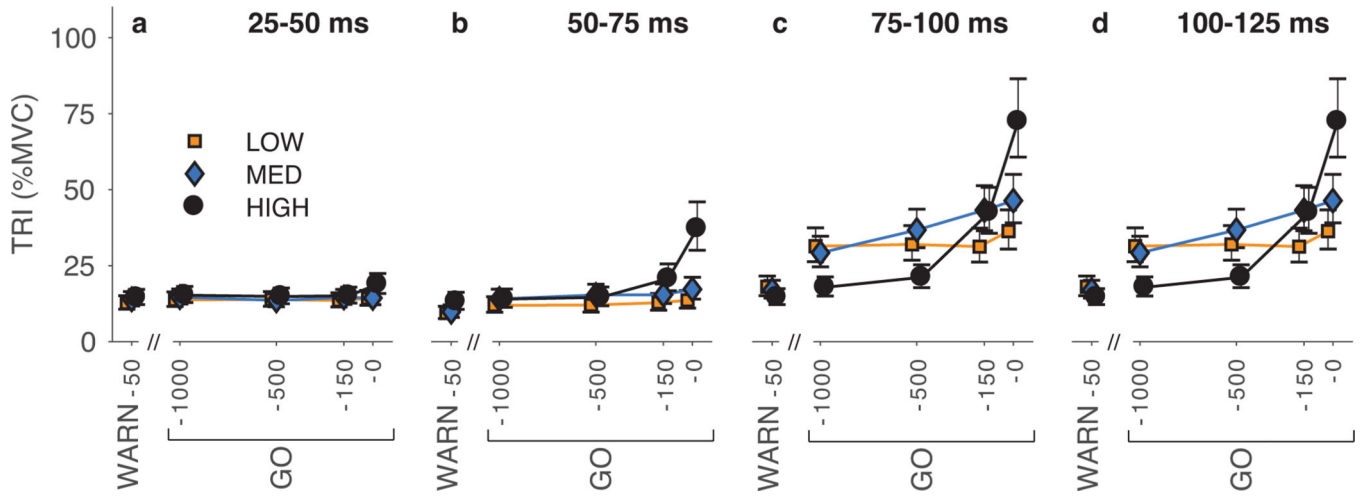 a 25-50 ms
b 50-75 ms
c 75-100 ms
d 100-125 ms
TRI (%MVC)
100
75
50
25
0
LOW
MED
HIGH
// // // //
WARN - 50
- 1000
- 500
- 150
- 0
GO
WARN - 50
- 1000
- 500
- 150
- 0
GO
WARN - 50
- 1000
- 500
- 150
- 0
GO
WARN - 50
- 1000
- 500
- 150
- 0
GO